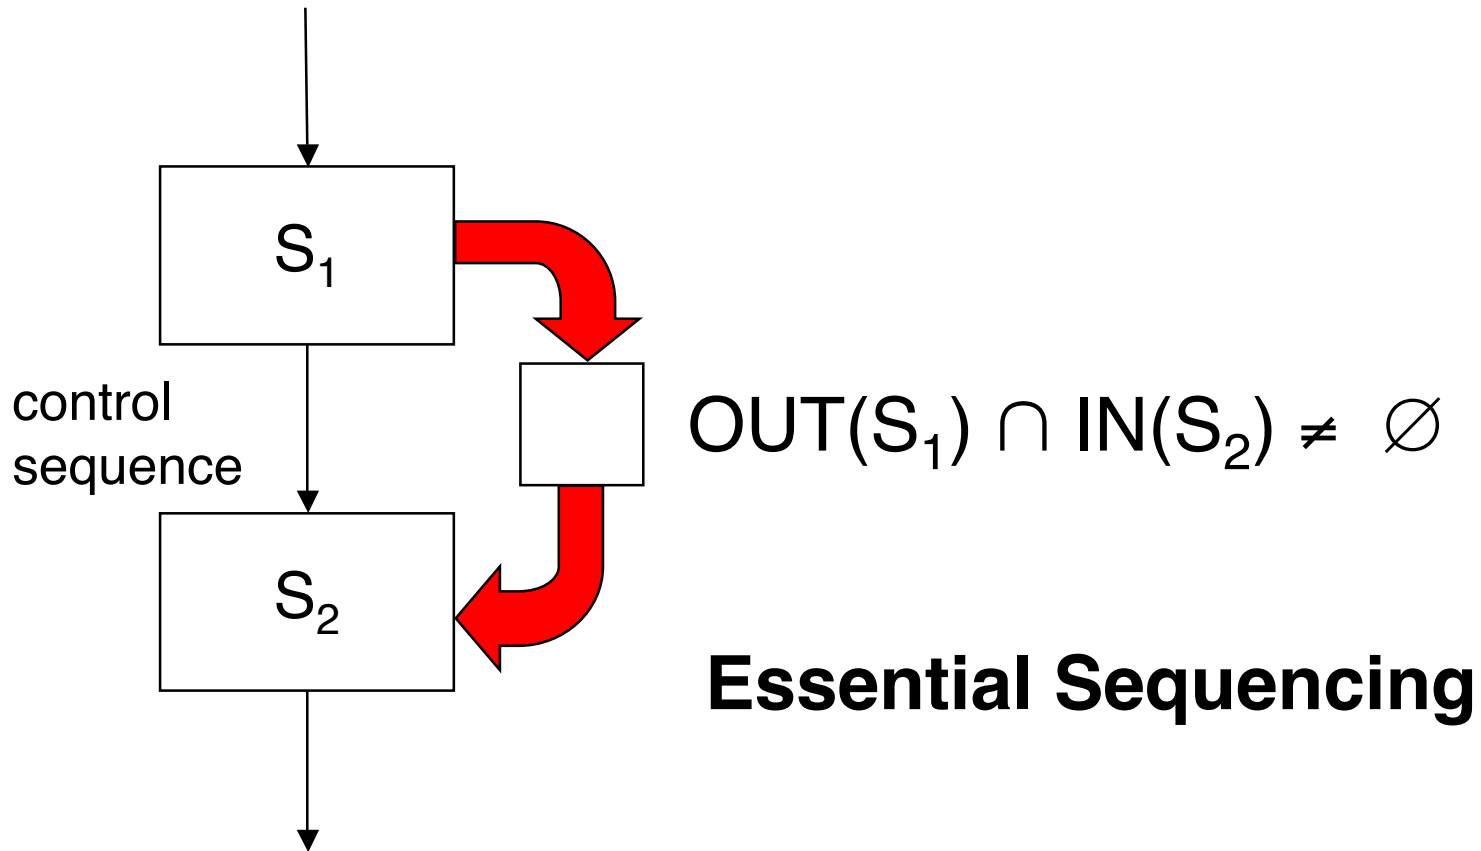 S₁
control
sequence
OUT(S₁) ∩ IN(S₂) ≠ ∅
S₂
Essential Sequencing